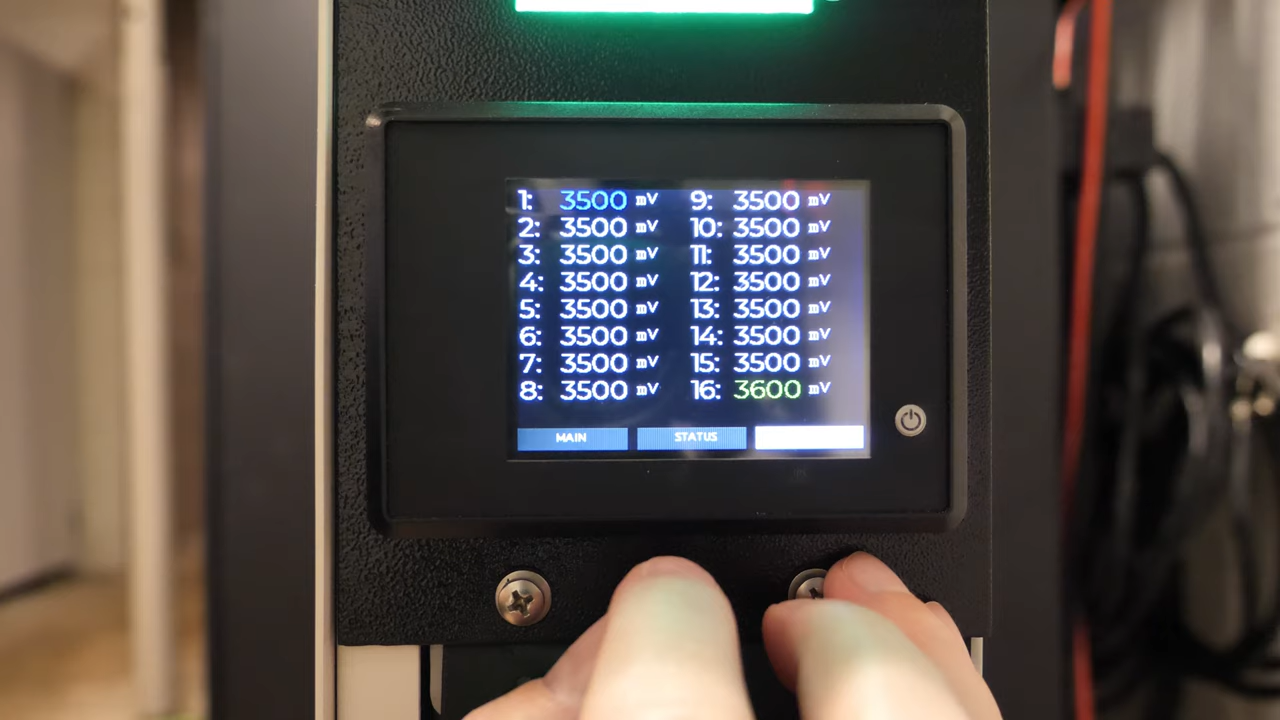 1: 3500 mV 9: 3500 mV
2: 3500 mV 10: 3500 mV
3: 3500 mV 11: 3500 mV
4: 3500 mV 12: 3500 mV
5: 3500 mV 13: 3500 mV
6: 3500 mV 14: 3500 mV
7: 3500 mV 15: 3500 mV
8: 3500 mV 16: 3600 mV
MAIN STATUS